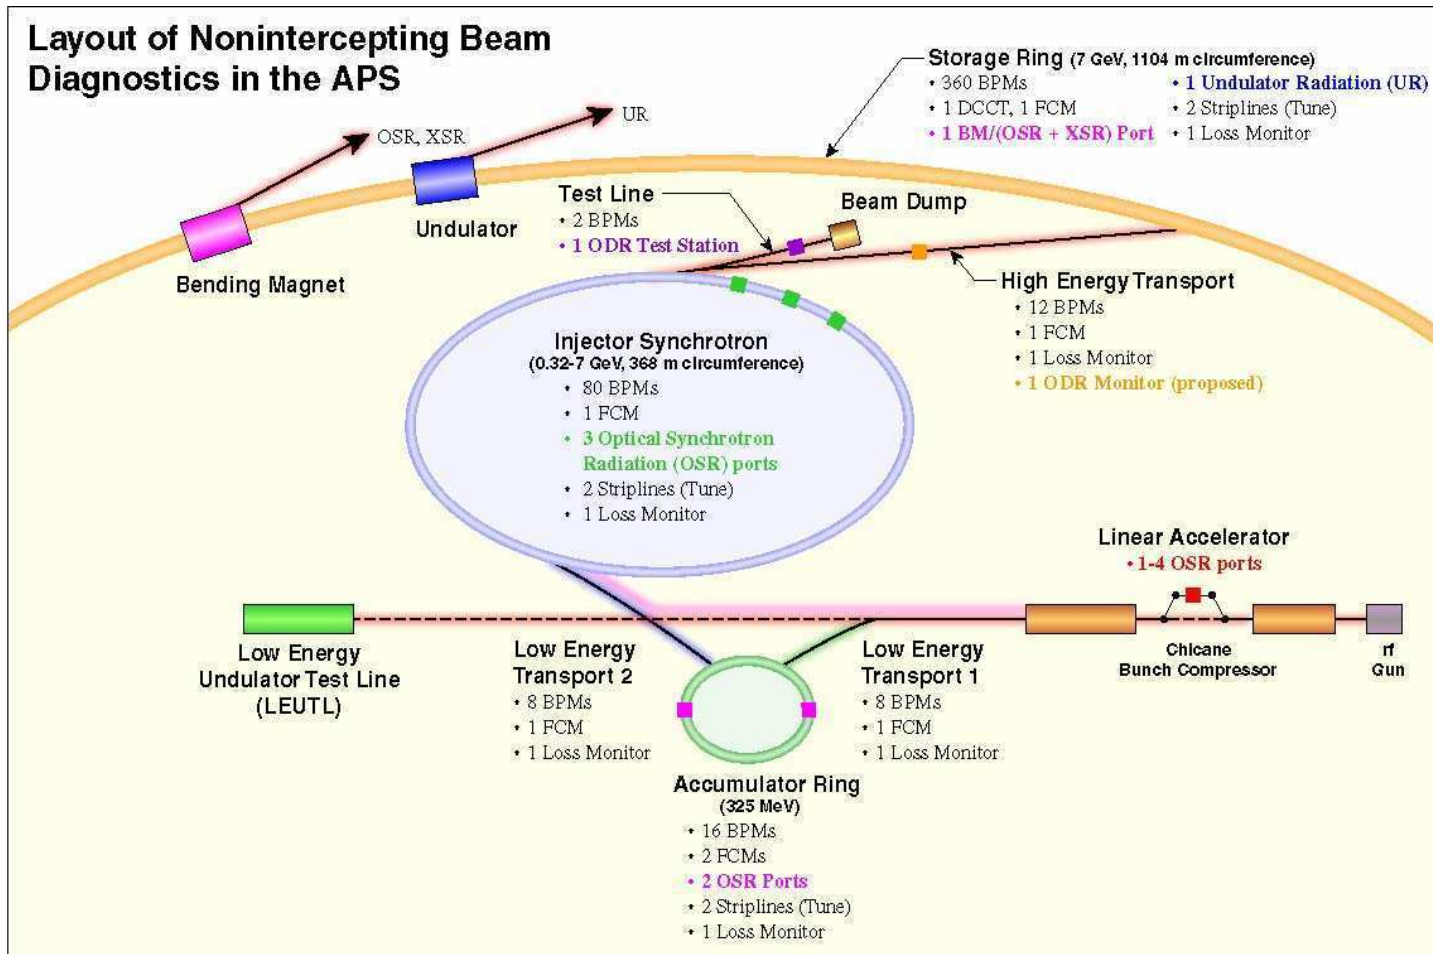 Layout of Nonintercepting Beam
Diagnostics in the APS
Storage Ring (7 GeV, 1104 m circumference)
• 360 BPMs
• 1 DCCT, 1 FCM
• 1 BM/(OSR + XSR) Port
• 1 Undulator Radiation (UR)
• 2 Striplines (Tune)
• 1 Loss Monitor
OSR, XSR
UR
Undulator
Bending Magnet
Test Line
• 2 BPMs
• 1 ODR Test Station
Beam Dump
High Energy Transport
• 12 BPMs
• 1 FCM
• 1 Loss Monitor
• 1 ODR Monitor (proposed)
Injector Synchrotron
(0.32-7 GeV, 368 m circumference)
• 80 BPMs
• 1 FCM
• 3 Optical Synchrotron
Radiation (OSR) ports
• 2 Striplines (Tune)
• 1 Loss Monitor
Linear Accelerator
• 1-4 OSR ports
Chicane
Bunch Compressor
rf
Gun
Low Energy
Undulator Test Line
(LEUTL)
Low Energy
Transport 2
• 8 BPMs
• 1 FCM
• 1 Loss Monitor
Low Energy
Transport 1
• 8 BPMs
• 1 FCM
• 1 Loss Monitor
Accumulator Ring
(325 MeV)
• 16 BPMs
• 2 FCMs
• 2 OSR Ports
• 2 Striplines (Tune)
• 1 Loss Monitor